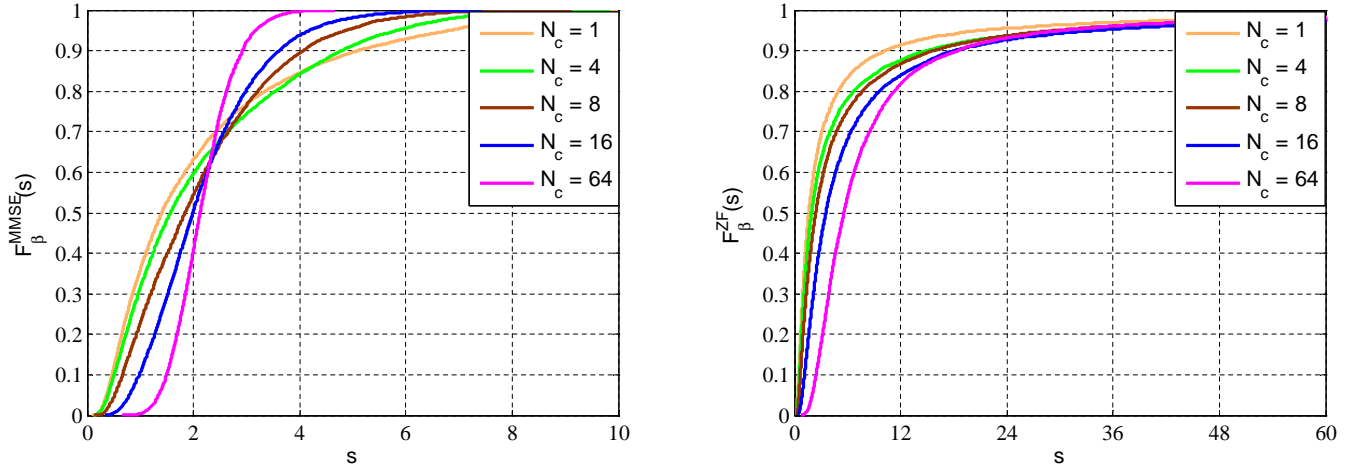 1
0.9
0.8
0.7
0.6
0.5
0.4
0.3
0.2
0.1
0
F_β^MMSE(s)
0 2 4 6 8 10
s
N_c = 1
N_c = 4
N_c = 8
N_c = 16
N_c = 64
1
0.9
0.8
0.7
0.6
0.5
0.4
0.3
0.2
0.1
0
F_β^ZF(s)
0 12 24 36 48 60
s
N_c = 1
N_c = 4
N_c = 8
N_c = 16
N_c = 64